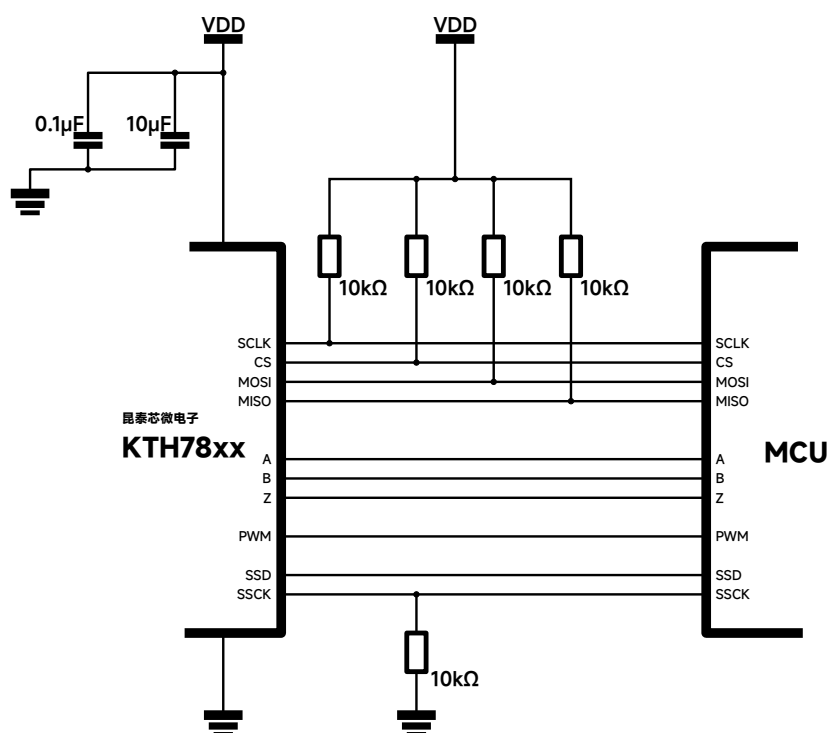 VDD
VDD
0.1μF
10μF
10kΩ
10kΩ
10kΩ
10kΩ
SCLK
CS
MOSI
MISO
昆泰芯微电子
KTH78xx
A
B
Z
PWM
SSD
SSCK
SCLK
CS
MOSI
MISO
A
B
Z
PWM
SSD
SSCK
MCU
10kΩ